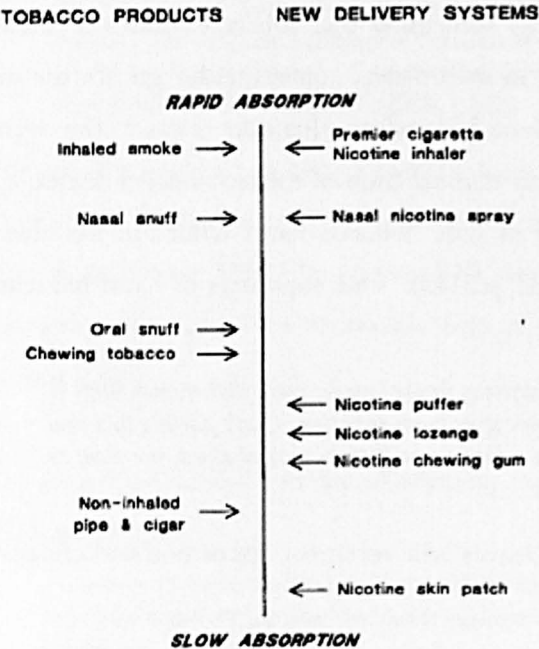 TOBACCO PRODUCTS NEW DELIVERY SYSTEMS
RAPID ABSORPTION
Inhaled smoke
Premier cigarette
Nicotine inhaler
Nasal snuff
Nasal nicotine spray
Oral snuff
Chewing tobacco
Nicotine puffer
Nicotine lozenge
Nicotine chewing gum
Non-inhaled
pipe & cigar
Nicotine skin patch
SLOW ABSORPTION